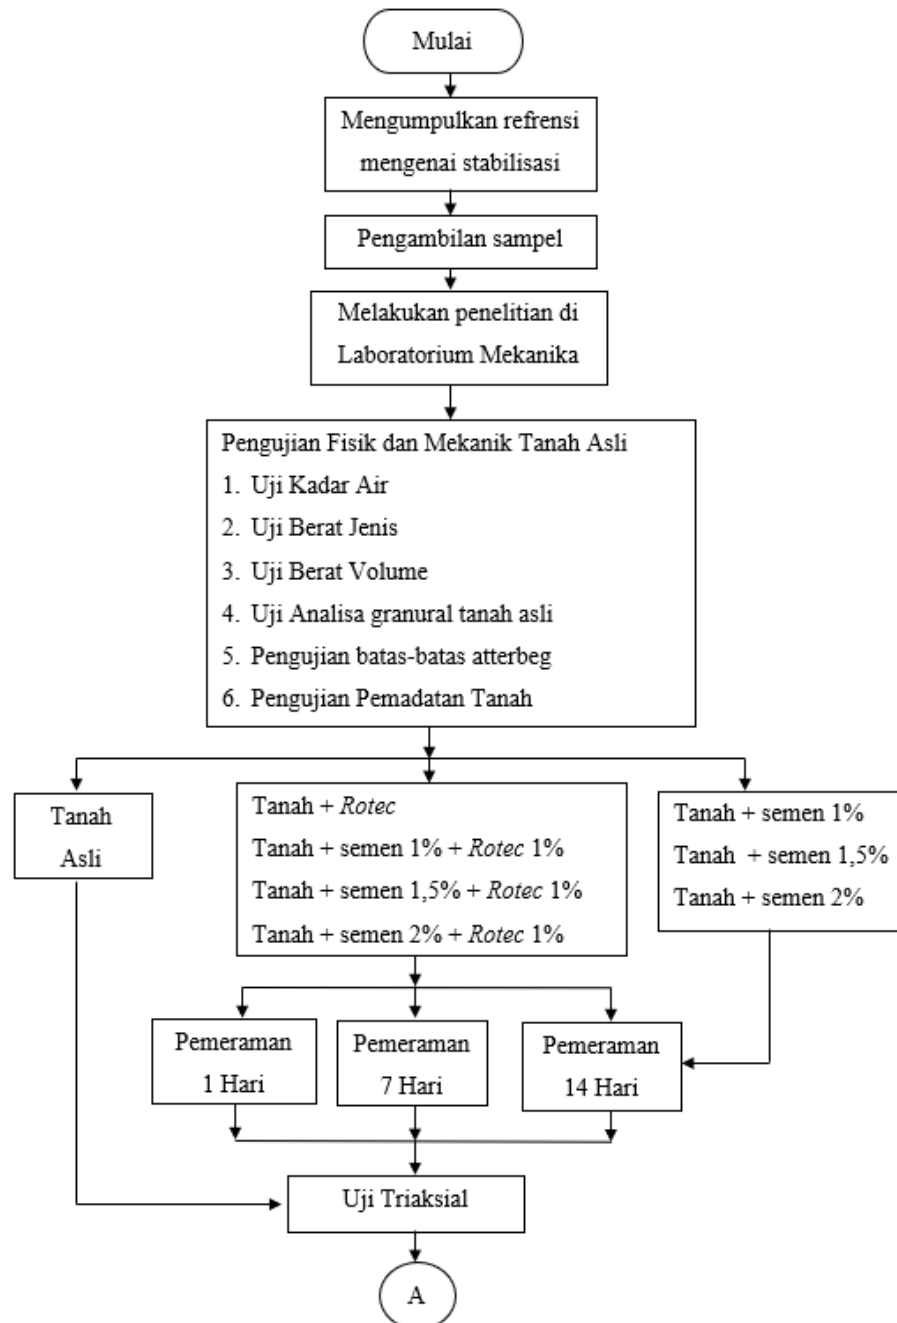 Mulai
Mengumpulkan refrensi
mengenai stabilisasi
Pengambilan sampel
Melakukan penelitian di
Laboratorium Mekanika
Pengujian Fisik dan Mekanik Tanah Asli
1. Uji Kadar Air
2. Uji Berat Jenis
3. Uji Berat Volume
4. Uji Analisa granural tanah asli
5. Pengujian batas-batas atterbeg
6. Pengujian Pemadatan Tanah
Tanah
Asli
Tanah + Rotec
Tanah + semen 1% + Rotec 1%
Tanah + semen 1,5% + Rotec 1%
Tanah + semen 2% + Rotec 1%
Tanah + semen 1%
Tanah + semen 1,5%
Tanah + semen 2%
Pemeraman
1 Hari
Pemeraman
7 Hari
Pemeraman
14 Hari
Uji Triaksial
A